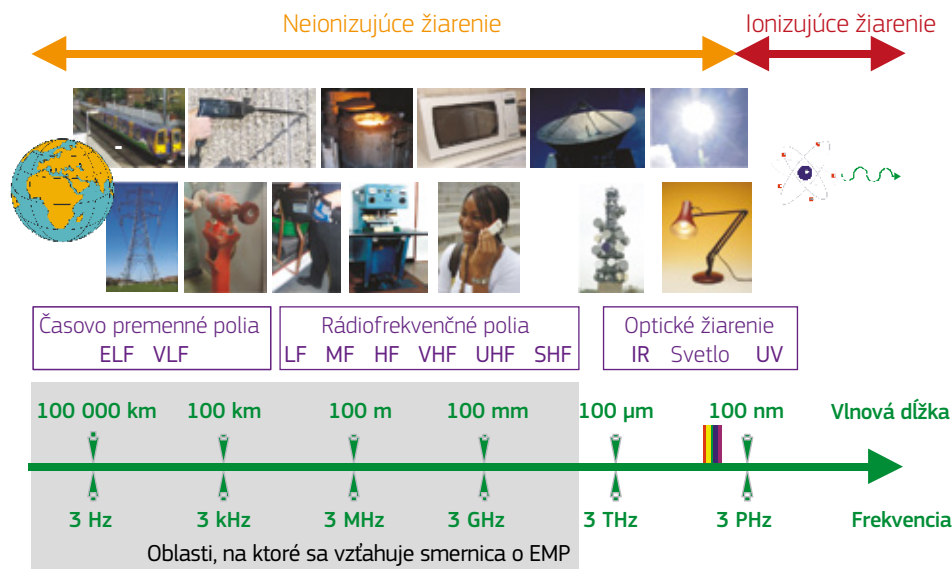 Neionizujúce žiarenie Ionizujúce žiarenie
Časovo premenné polia Rádiofrekvenčné polia Optické žiarenie
ELF VLF LF MF HF VHF UHF SHF IR Svetlo UV
100 000 km 100 km 100 m 100 mm 100 µm 100 nm Vlnová dĺžka
3 Hz 3 kHz 3 MHz 3 GHz 3 THz 3 PHz Frekvencia
Oblasti, na ktoré sa vzťahuje smernica o EMP